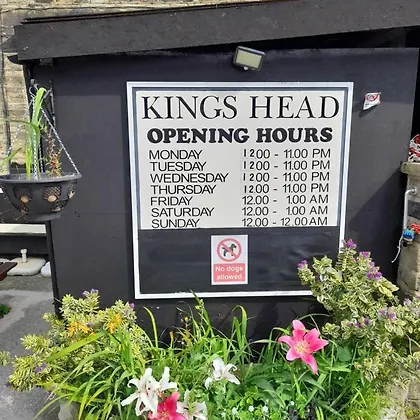 KINGS HEAD
OPENING HOURS
MONDAY 12.00 - 11.00 PM
TUESDAY 12.00 - 11.00 PM
WEDNESDAY 12.00 - 11.00 PM
THURSDAY 12.00 - 11.00 PM
FRIDAY 12.00 - 1.00 AM
SATURDAY 12.00 - 1.00 AM
SUNDAY 12.00 - 12.00 AM
No dogs
allowed